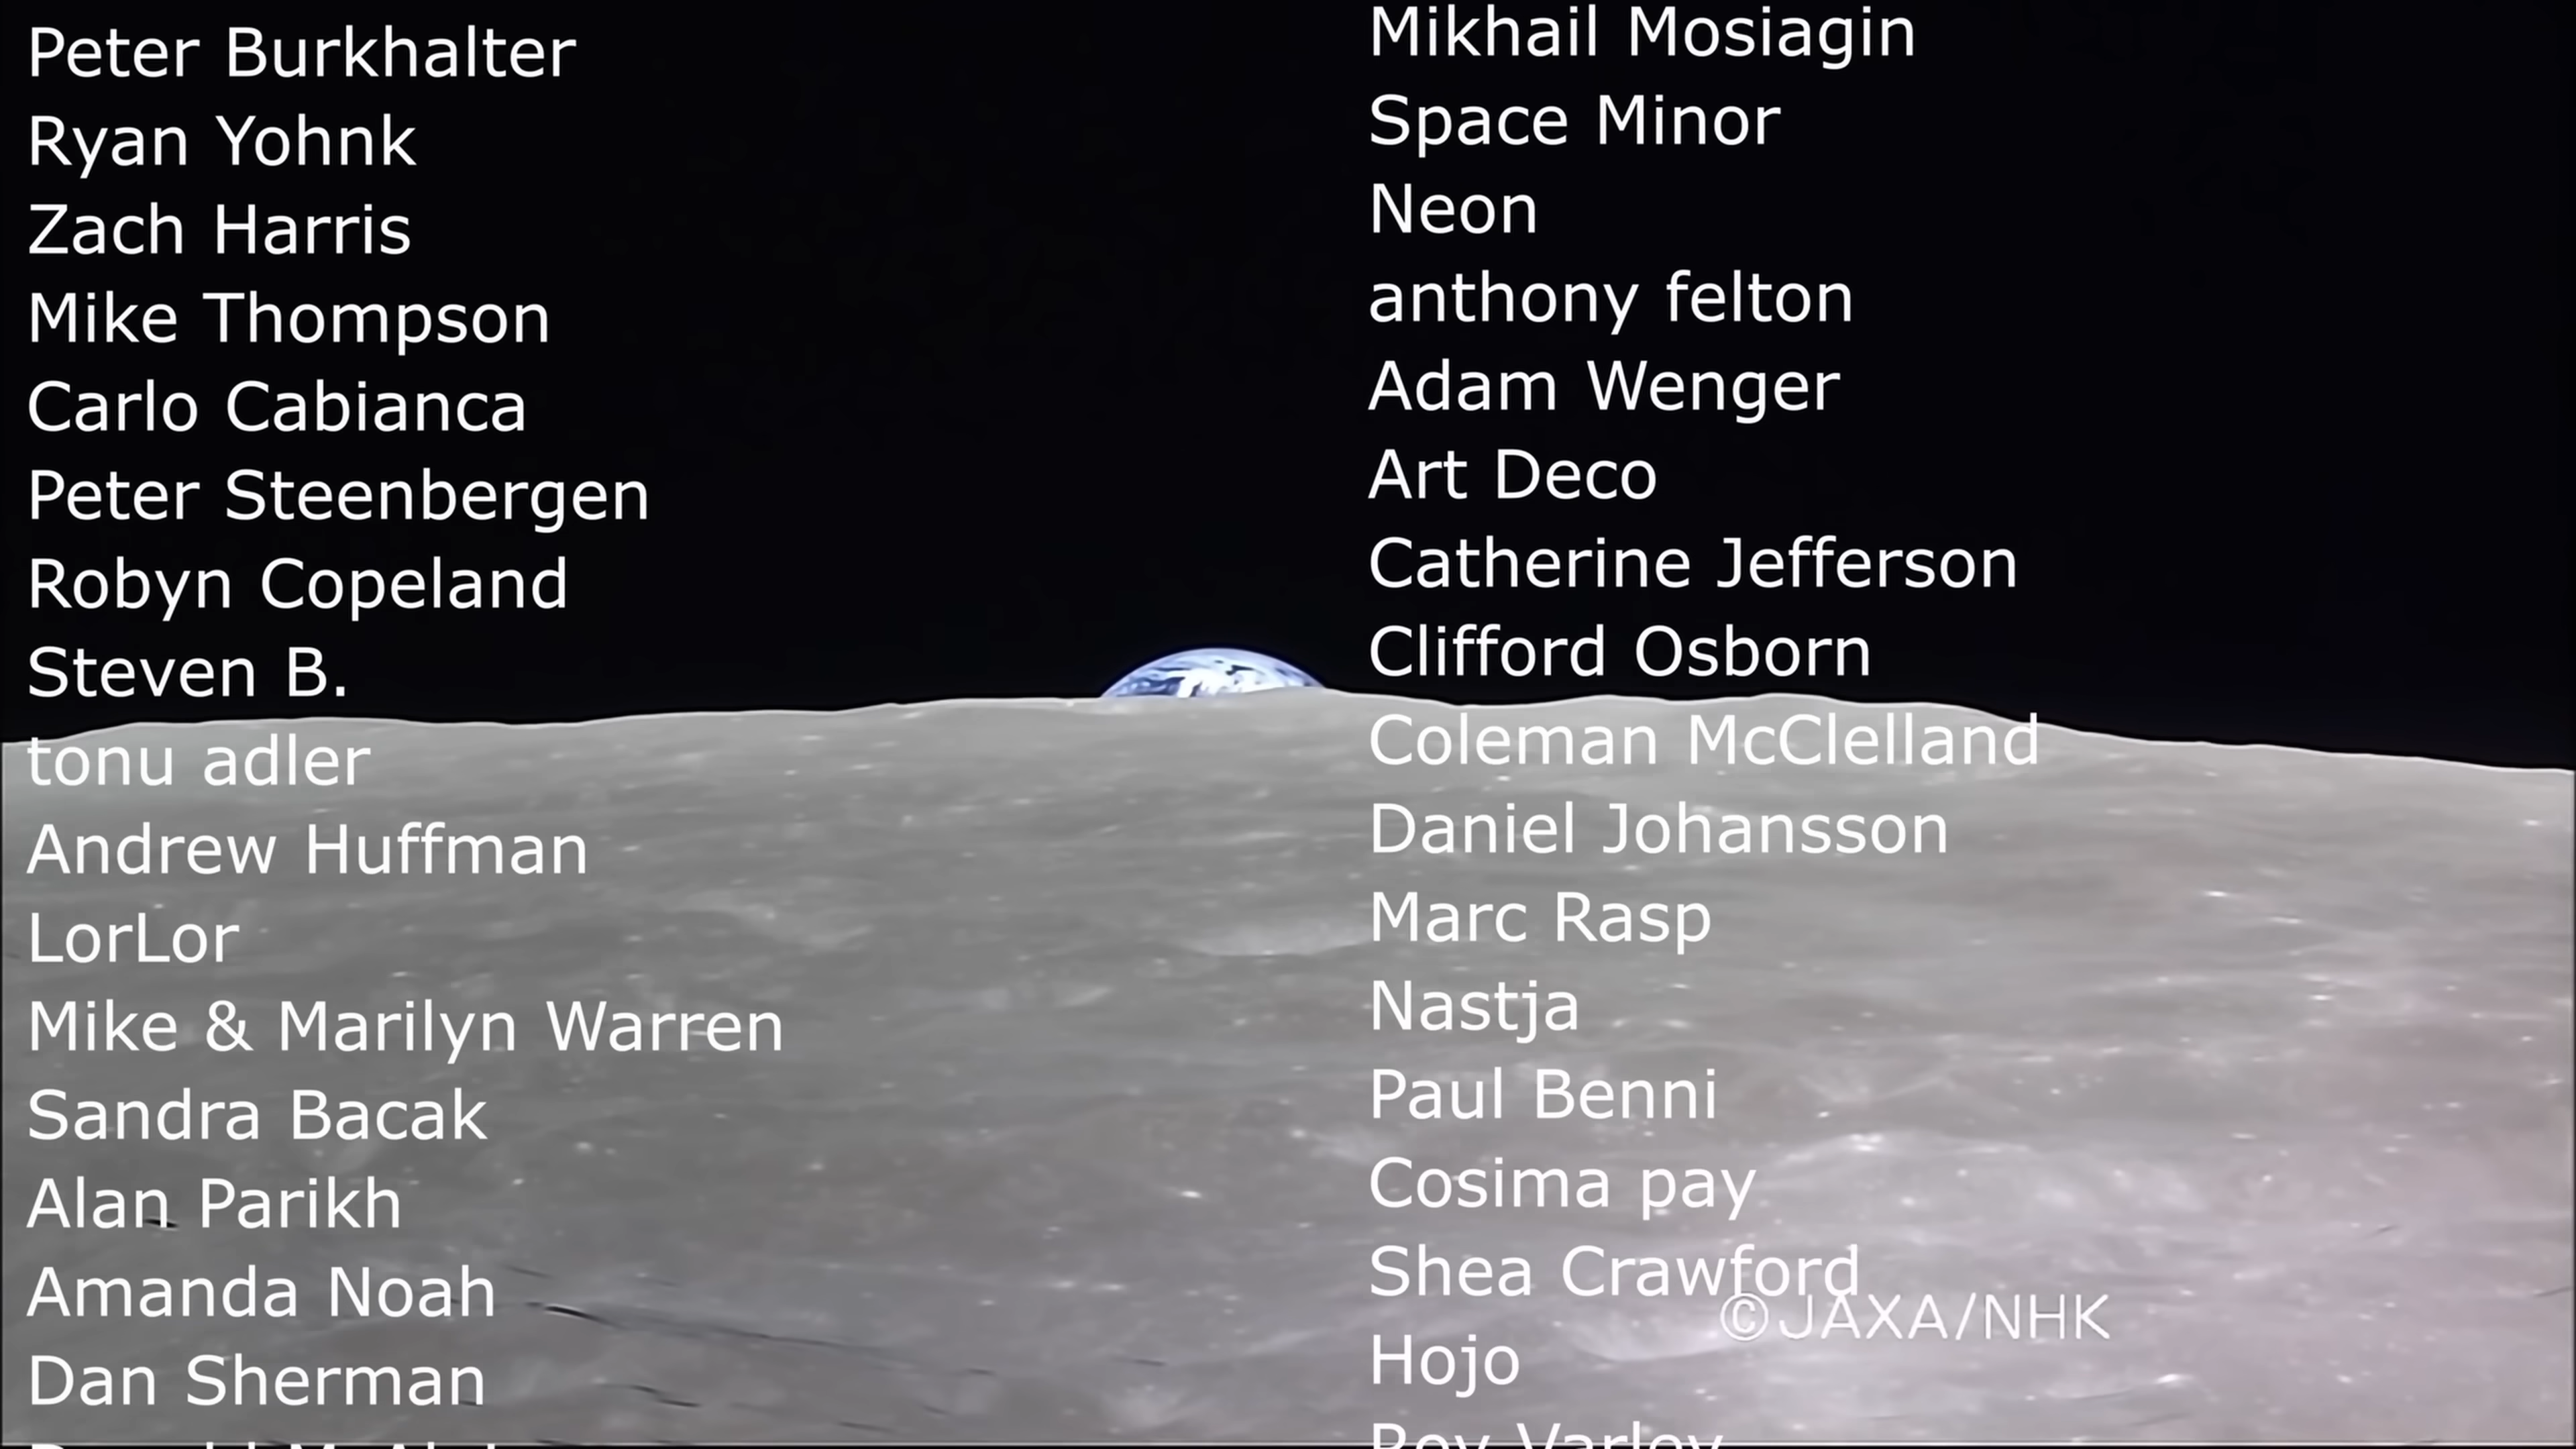 Peter Burkhalter
Ryan Yohnk
Zach Harris
Mike Thompson
Carlo Cabianca
Peter Steenbergen
Robyn Copeland
Steven B.
tonu adler
Andrew Huffman
LorLor
Mike & Marilyn Warren
Sandra Bacak
Alan Parikh
Amanda Noah
Dan Sherman
Mikhail Mosiagin
Space Minor
Neon
anthony felton
Adam Wenger
Art Deco
Catherine Jefferson
Clifford Osborn
Coleman McClelland
Daniel Johansson
Marc Rasp
Nastja
Paul Benni
Cosima pay
Shea Crawford
©JAXA/NHK
Hojo